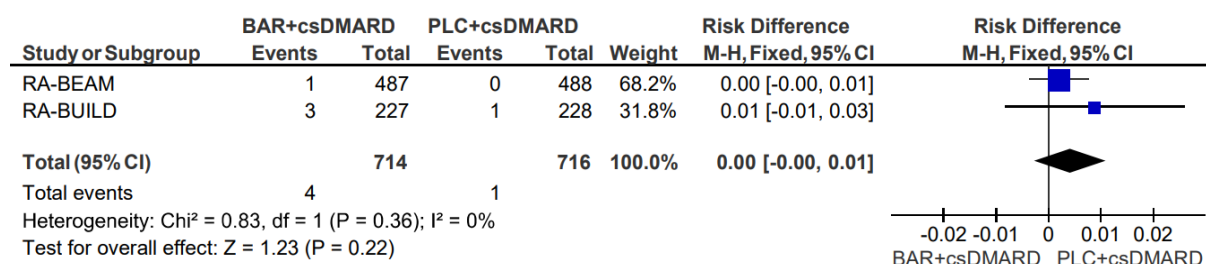 BAR+csDMARD PLC+csDMARD Risk Difference Risk Difference
Study or Subgroup Events Total Events Total Weight M-H, Fixed, 95% CI M-H, Fixed, 95% CI
RA-BEAM 1 487 0 488 68.2% 0.00 [-0.00, 0.01]
RA-BUILD 3 227 1 228 31.8% 0.01 [-0.01, 0.03]
Total (95% CI) 714 716 100.0% 0.00 [-0.00, 0.01]
Total events 4 1
Heterogeneity: Chi² = 0.83, df = 1 (P = 0.36); I² = 0%
Test for overall effect: Z = 1.23 (P = 0.22)
-0.02 -0.01 0 0.01 0.02
BAR+csDMARD PLC+csDMARD